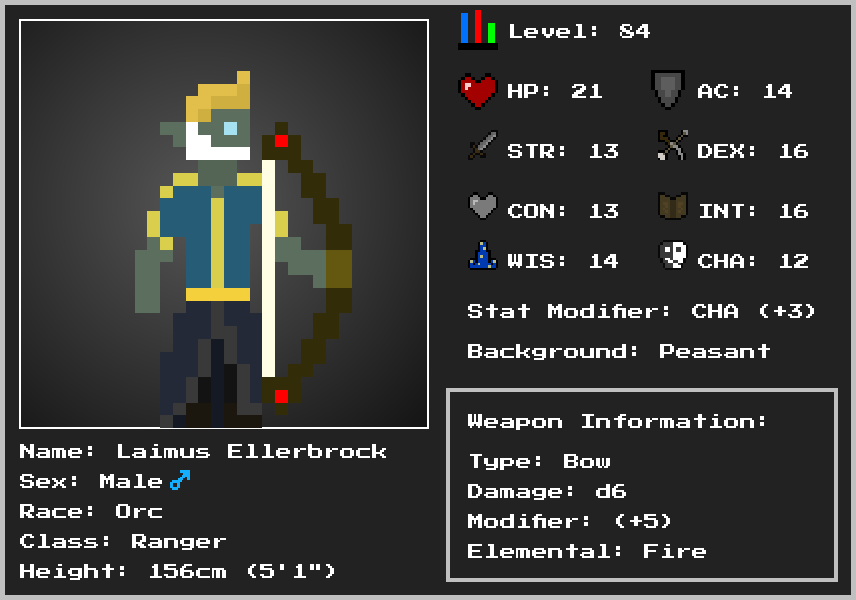 Level: 84
HP: 21
AC: 14
STR: 13
DEX: 16
CON: 13
INT: 16
WIS: 14
CHA: 12
Stat Modifier: CHA (+3)
Background: Peasant
Weapon Information:
Type: Bow
Damage: d6
Modifier: (+5)
Elemental: Fire
Name: Laimus Ellerbrock
Sex: Male ♂
Race: Orc
Class: Ranger
Height: 156cm (5'1")